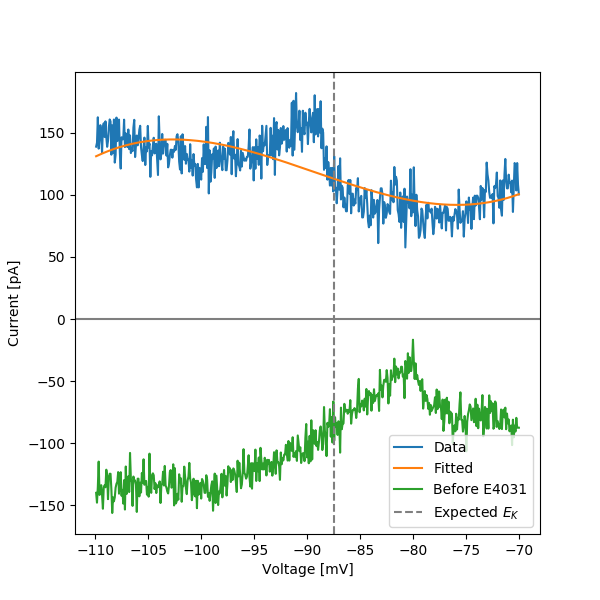 Current [pA]
150
100
50
0
−50
−100
−150
−110
−105
−100
−95
−90
−85
−80
−75
−70
Voltage [mV]
Data
Fitted
Before E4031
Expected E_K